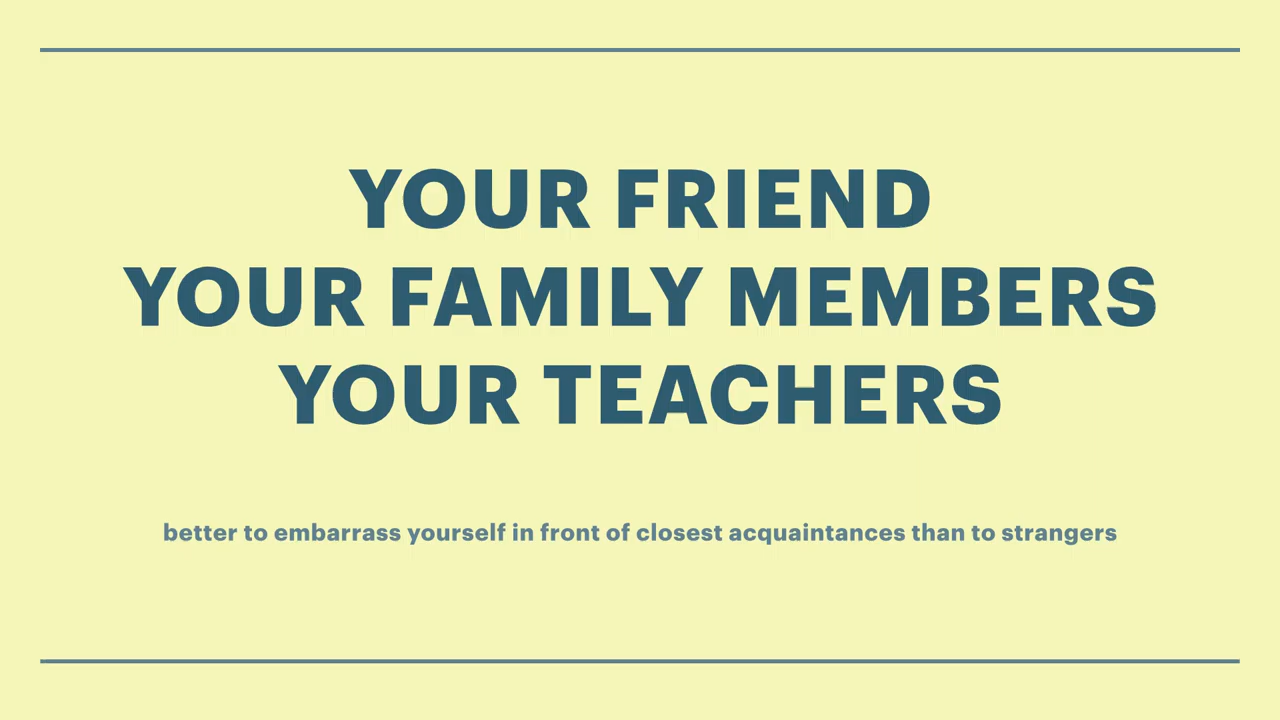 YOUR FRIEND
YOUR FAMILY MEMBERS
YOUR TEACHERS
better to embarrass yourself in front of closest acquaintances than to strangers